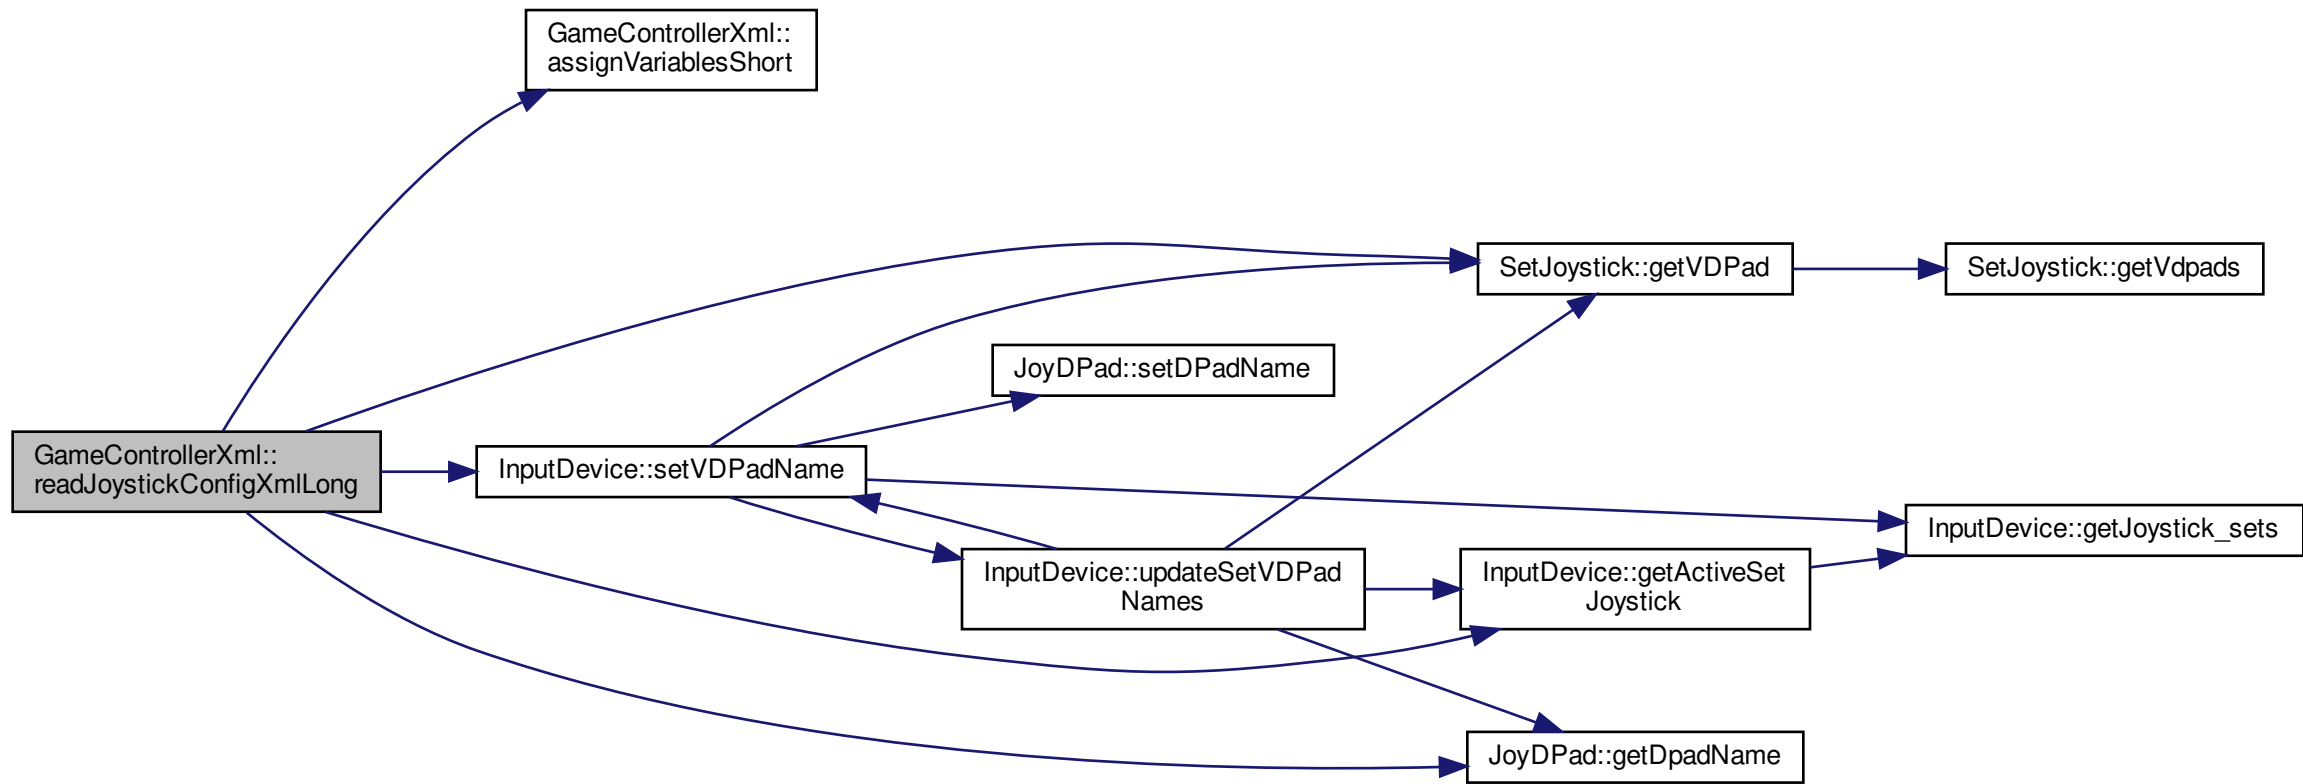 GameControllerXml::
assignVariablesShort
SetJoystick::getVDPad
SetJoystick::getVdpads
JoyDPad::setDPadName
GameControllerXml::
readJoystickConfigXmlLong
InputDevice::setVDPadName
InputDevice::getJoystick_sets
InputDevice::updateSetVDPad
Names
InputDevice::getActiveSet
Joystick
JoyDPad::getDpadName